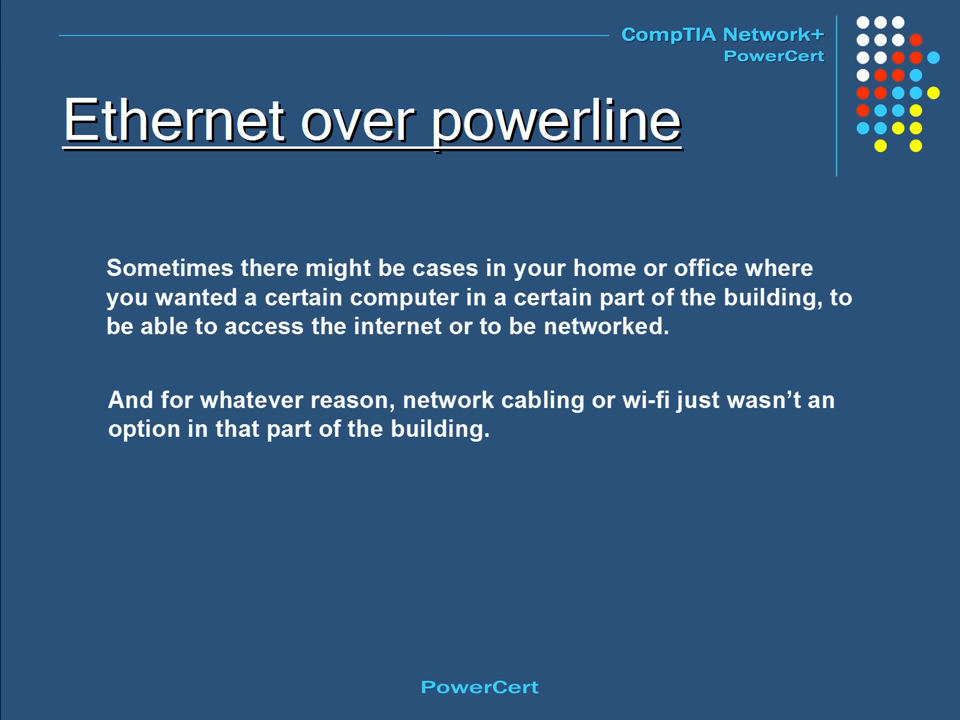 CompTIA Network+
PowerCert
Ethernet over powerline
Sometimes there might be cases in your home or office where
you wanted a certain computer in a certain part of the building, to
be able to access the internet or to be networked.
And for whatever reason, network cabling or wi-fi just wasn’t an
option in that part of the building.
PowerCert